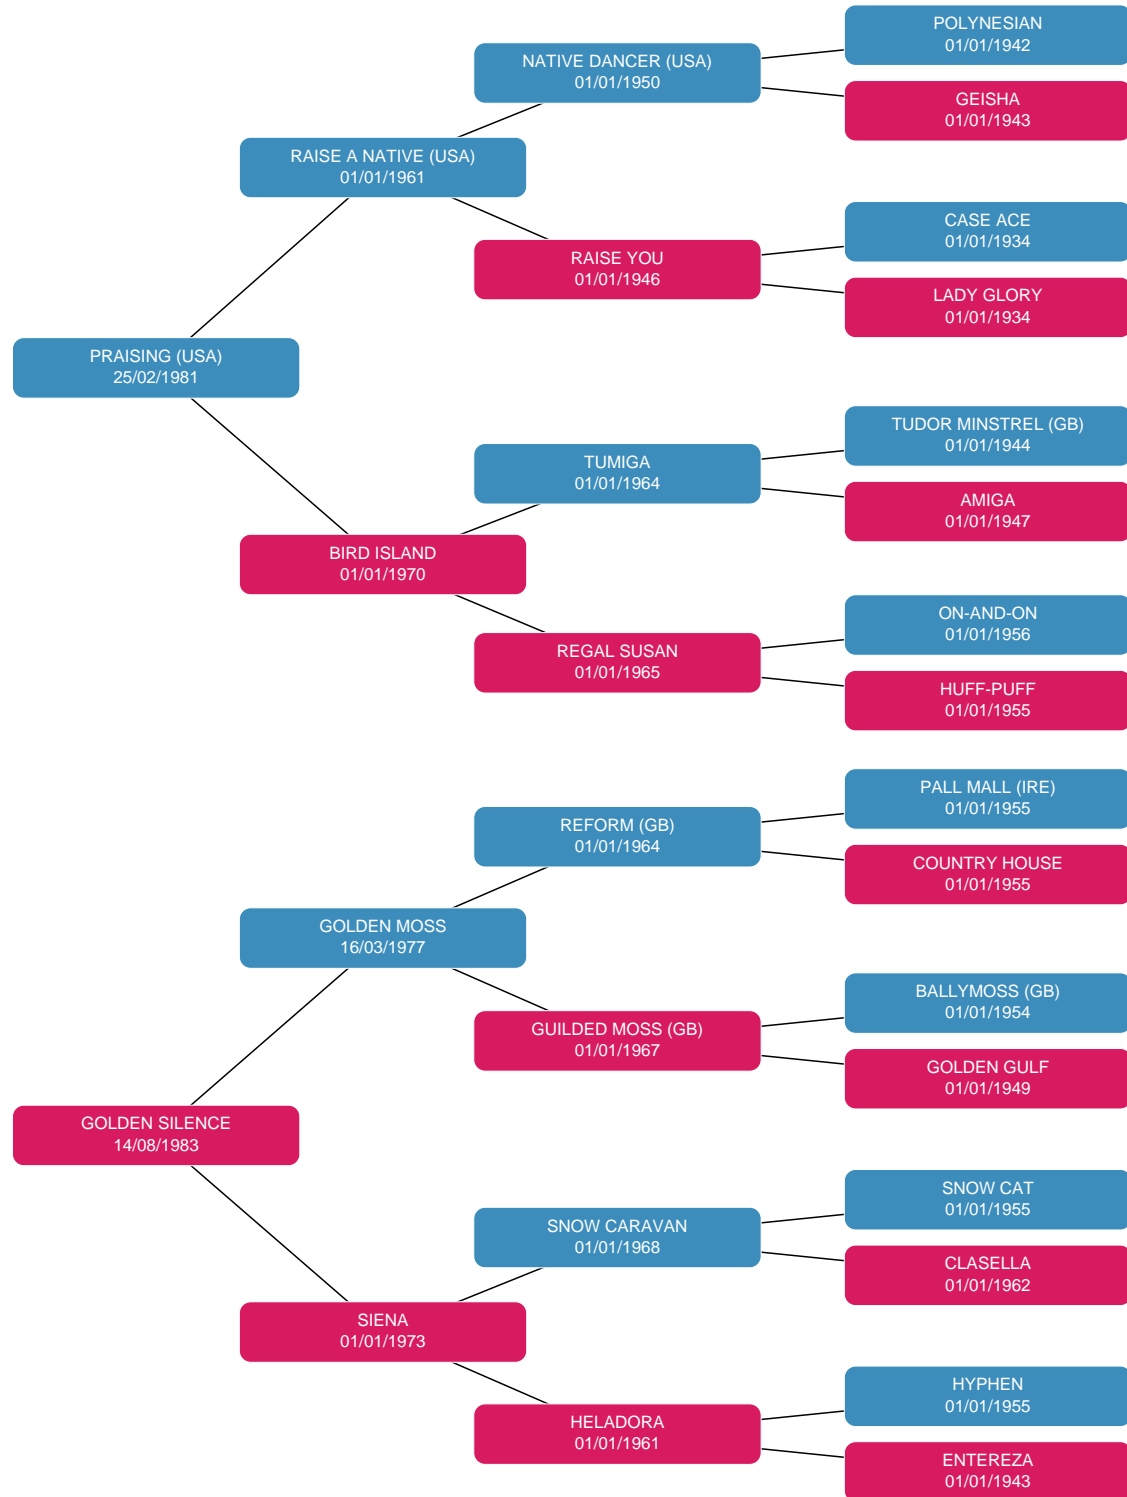 POLYNESIAN
01/01/1942
NATIVE DANCER (USA)
01/01/1950
GEISHA
01/01/1943
RAISE A NATIVE (USA)
01/01/1961
CASE ACE
01/01/1934
RAISE YOU
01/01/1946
LADY GLORY
01/01/1934
PRAISING (USA)
25/02/1981
TUDOR MINSTREL (GB)
01/01/1944
TUMIGA
01/01/1964
AMIGA
01/01/1947
BIRD ISLAND
01/01/1970
ON-AND-ON
01/01/1956
REGAL SUSAN
01/01/1965
HUFF-PUFF
01/01/1955
PALL MALL (IRE)
01/01/1955
REFORM (GB)
01/01/1964
COUNTRY HOUSE
01/01/1955
GOLDEN MOSS
16/03/1977
BALLYMOSS (GB)
01/01/1954
GUILDED MOSS (GB)
01/01/1967
GOLDEN GULF
01/01/1949
GOLDEN SILENCE
14/08/1983
SNOW CAT
01/01/1955
SNOW CARAVAN
01/01/1968
CLASELLA
01/01/1962
SIENA
01/01/1973
HYPHEN
01/01/1955
HELADORA
01/01/1961
ENTEREZA
01/01/1943